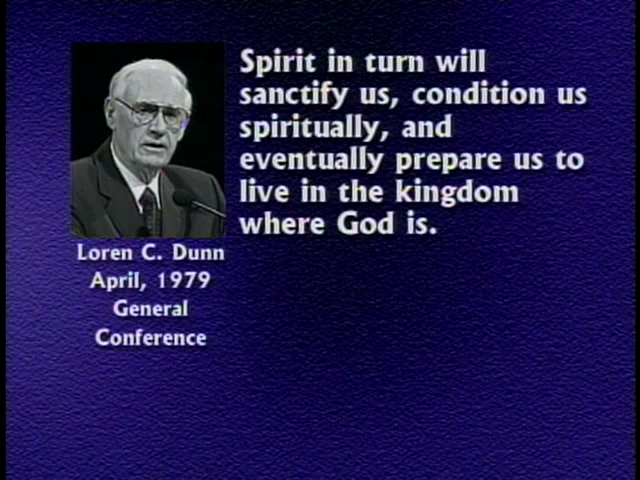 Spirit in turn will
sanctify us, condition us
spiritually, and
eventually prepare us to
live in the kingdom
where God is.
Loren C. Dunn
April, 1979
General
Conference